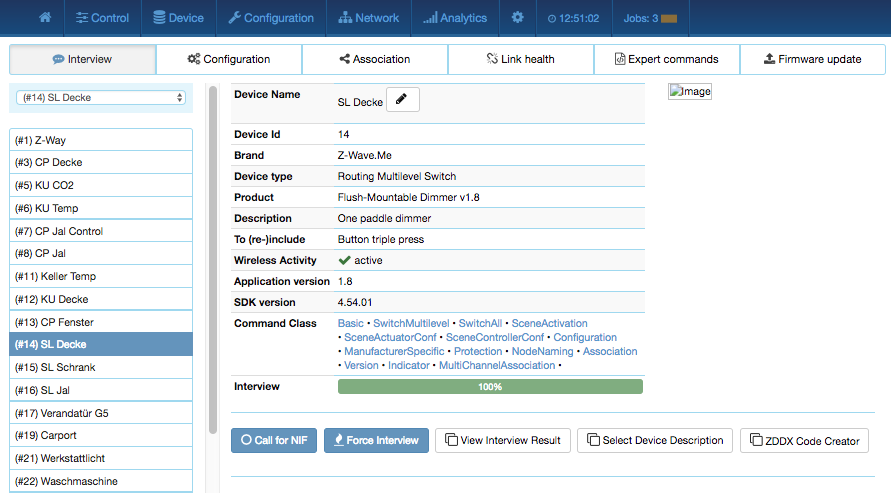 Control Device Configuration Network Analytics 12:51:02 Jobs: 3
Interview Configuration Association Link health Expert commands Firmware update
(#14) SL Decke
(#1) Z-Way
(#3) CP Decke
(#5) KU CO2
(#6) KU Temp
(#7) CP Jal Control
(#8) CP Jal
(#11) Keller Temp
(#12) KU Decke
(#13) CP Fenster
(#14) SL Decke
(#15) SL Schrank
(#16) SL Jal
(#17) Verandatür G5
(#19) Carport
(#21) Werkstattlicht
(#22) Waschmaschine
Device Name SL Decke
Device Id 14
Brand Z-Wave.Me
Device type Routing Multilevel Switch
Product Flush-Mountable Dimmer v1.8
Description One paddle dimmer
To (re-)include Button triple press
Wireless Activity active
Application version 1.8
SDK version 4.54.01
Command Class Basic • SwitchMultilevel • SwitchAll • SceneActivation
• SceneActuatorConf • SceneControllerConf • Configuration
• ManufacturerSpecific • Protection • NodeNaming • Association
• Version • Indicator • MultiChannelAssociation •
Interview 100%
Call for NIF Force Interview View Interview Result Select Device Description ZDDX Code Creator
Image